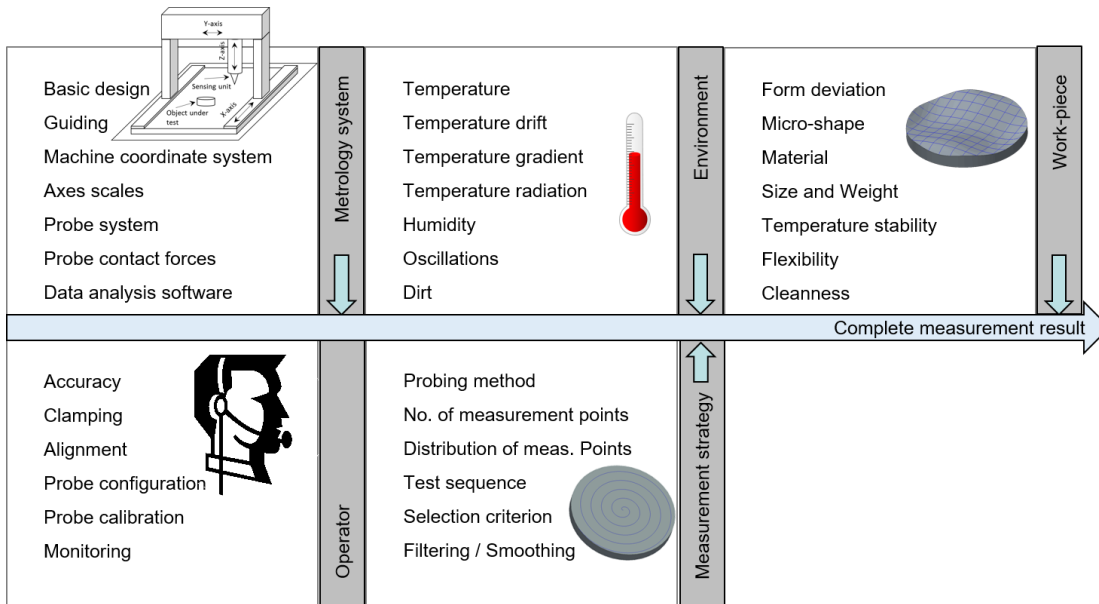 Y-axis
Z-axis
Sensing unit
X-axis
Object under
test
Basic design
Guiding
Machine coordinate system
Axes scales
Probe system
Probe contact forces
Data analysis software
Metrology system
Temperature
Temperature drift
Temperature gradient
Temperature radiation
Humidity
Oscillations
Dirt
Environment
Form deviation
Micro-shape
Material
Size and Weight
Temperature stability
Flexibility
Cleanness
Work-piece
Complete measurement result
Accuracy
Clamping
Alignment
Probe configuration
Probe calibration
Monitoring
Operator
Probing method
No. of measurement points
Distribution of meas. Points
Test sequence
Selection criterion
Filtering / Smoothing
Measurement strategy